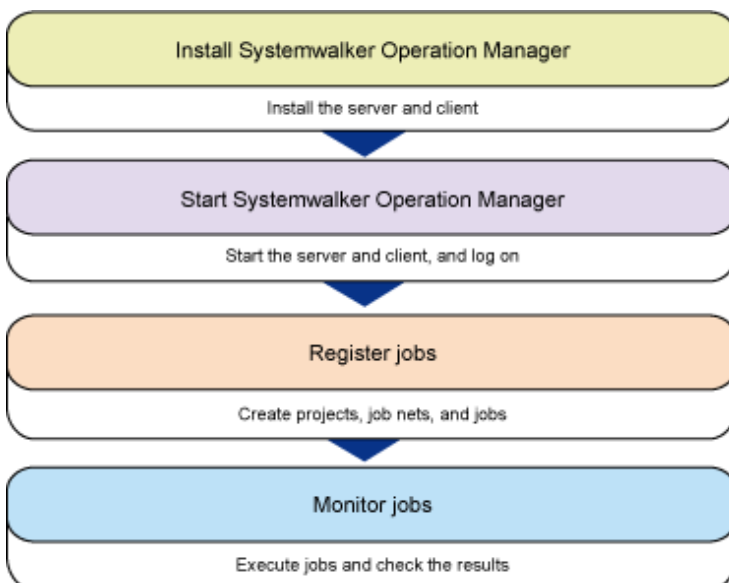 Install Systemwalker Operation Manager
Install the server and client
Start Systemwalker Operation Manager
Start the server and client, and log on
Register jobs
Create projects, job nets, and jobs
Monitor jobs
Execute jobs and check the results